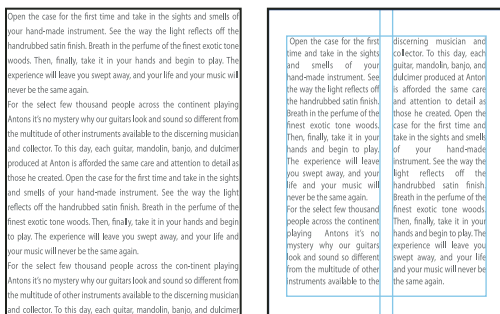 Open the case for the first time and take in the sights and smells of
your hand-made instrument. See the way the light reflects off the
handrubbed satin finish. Breath in the perfume of the finest exotic tone
woods. Then, finally, take it in your hands and begin to play. The
experience will leave you swept away, and your life and your music will
never be the same again.
For the select few thousand people across the continent playing
Antons it's no mystery why our guitars look and sound so different from
the multitude of other instruments available to the discerning musician
and collector. To this day, each guitar, mandolin, banjo, and dulcimer
produced at Anton is afforded the same care and attention to detail as
those he created. Open the case for the first time and take in the sights
and smells of your hand-made instrument. See the way the light
reflects off the handrubbed satin finish. Breath in the perfume of the
finest exotic tone woods. Then, finally, take it in your hands and begin
to play. The experience will leave you swept away, and your life and
your music will never be the same again.
For the select few thousand people across the con-tinent playing
Antons it's no mystery why our guitars look and sound so different from
the multitude of other instruments available to the discerning musician
and collector. To this day, each guitar, mandolin, banjo, and dulcimer
Open the case for the first
time and take in the sights
and smells of your
hand-made instrument. See
the way the light reflects off
the handrubbed satin finish.
Breath in the perfume of the
finest exotic tone woods.
Then, finally, take it in your
hands and begin to play.
The experience will leave
you swept away, and your
life and your music will
never be the same again.
For the select few thousand
people across the continent
playing Antons it's no
mystery why our guitars
look and sound so different
from the multitude of other
instruments available to the
discerning musician and
collector. To this day, each
guitar, mandolin, banjo, and
dulcimer produced at Anton
is afforded the same care
and attention to detail as
those he created. Open the
case for the first time and
take in the sights and smells
of your hand-made
instrument. See the way the
light reflects off the
handrubbed satin finish.
Breath in the perfume of the
finest exotic tone woods.
Then, finally, take it in your
hands and begin to play. The
experience will leave you
swept away, and your life
and your music will never be
the same again.